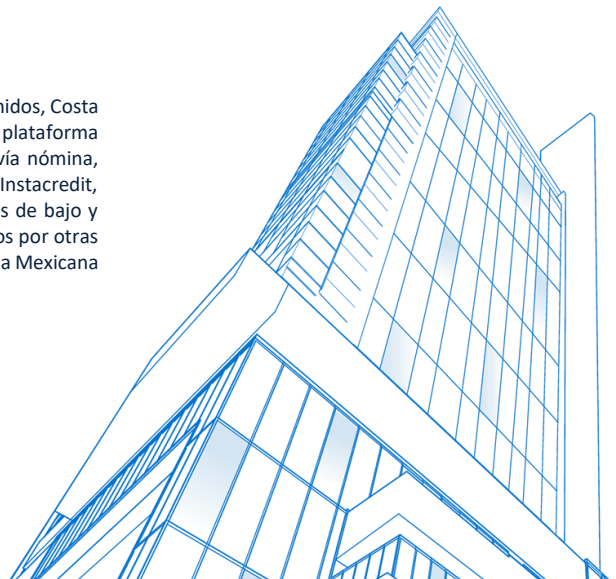 nidos, Costa
plataforma
vía nómina,
Instacredit,
s de bajo y
os por otras
a Mexicana